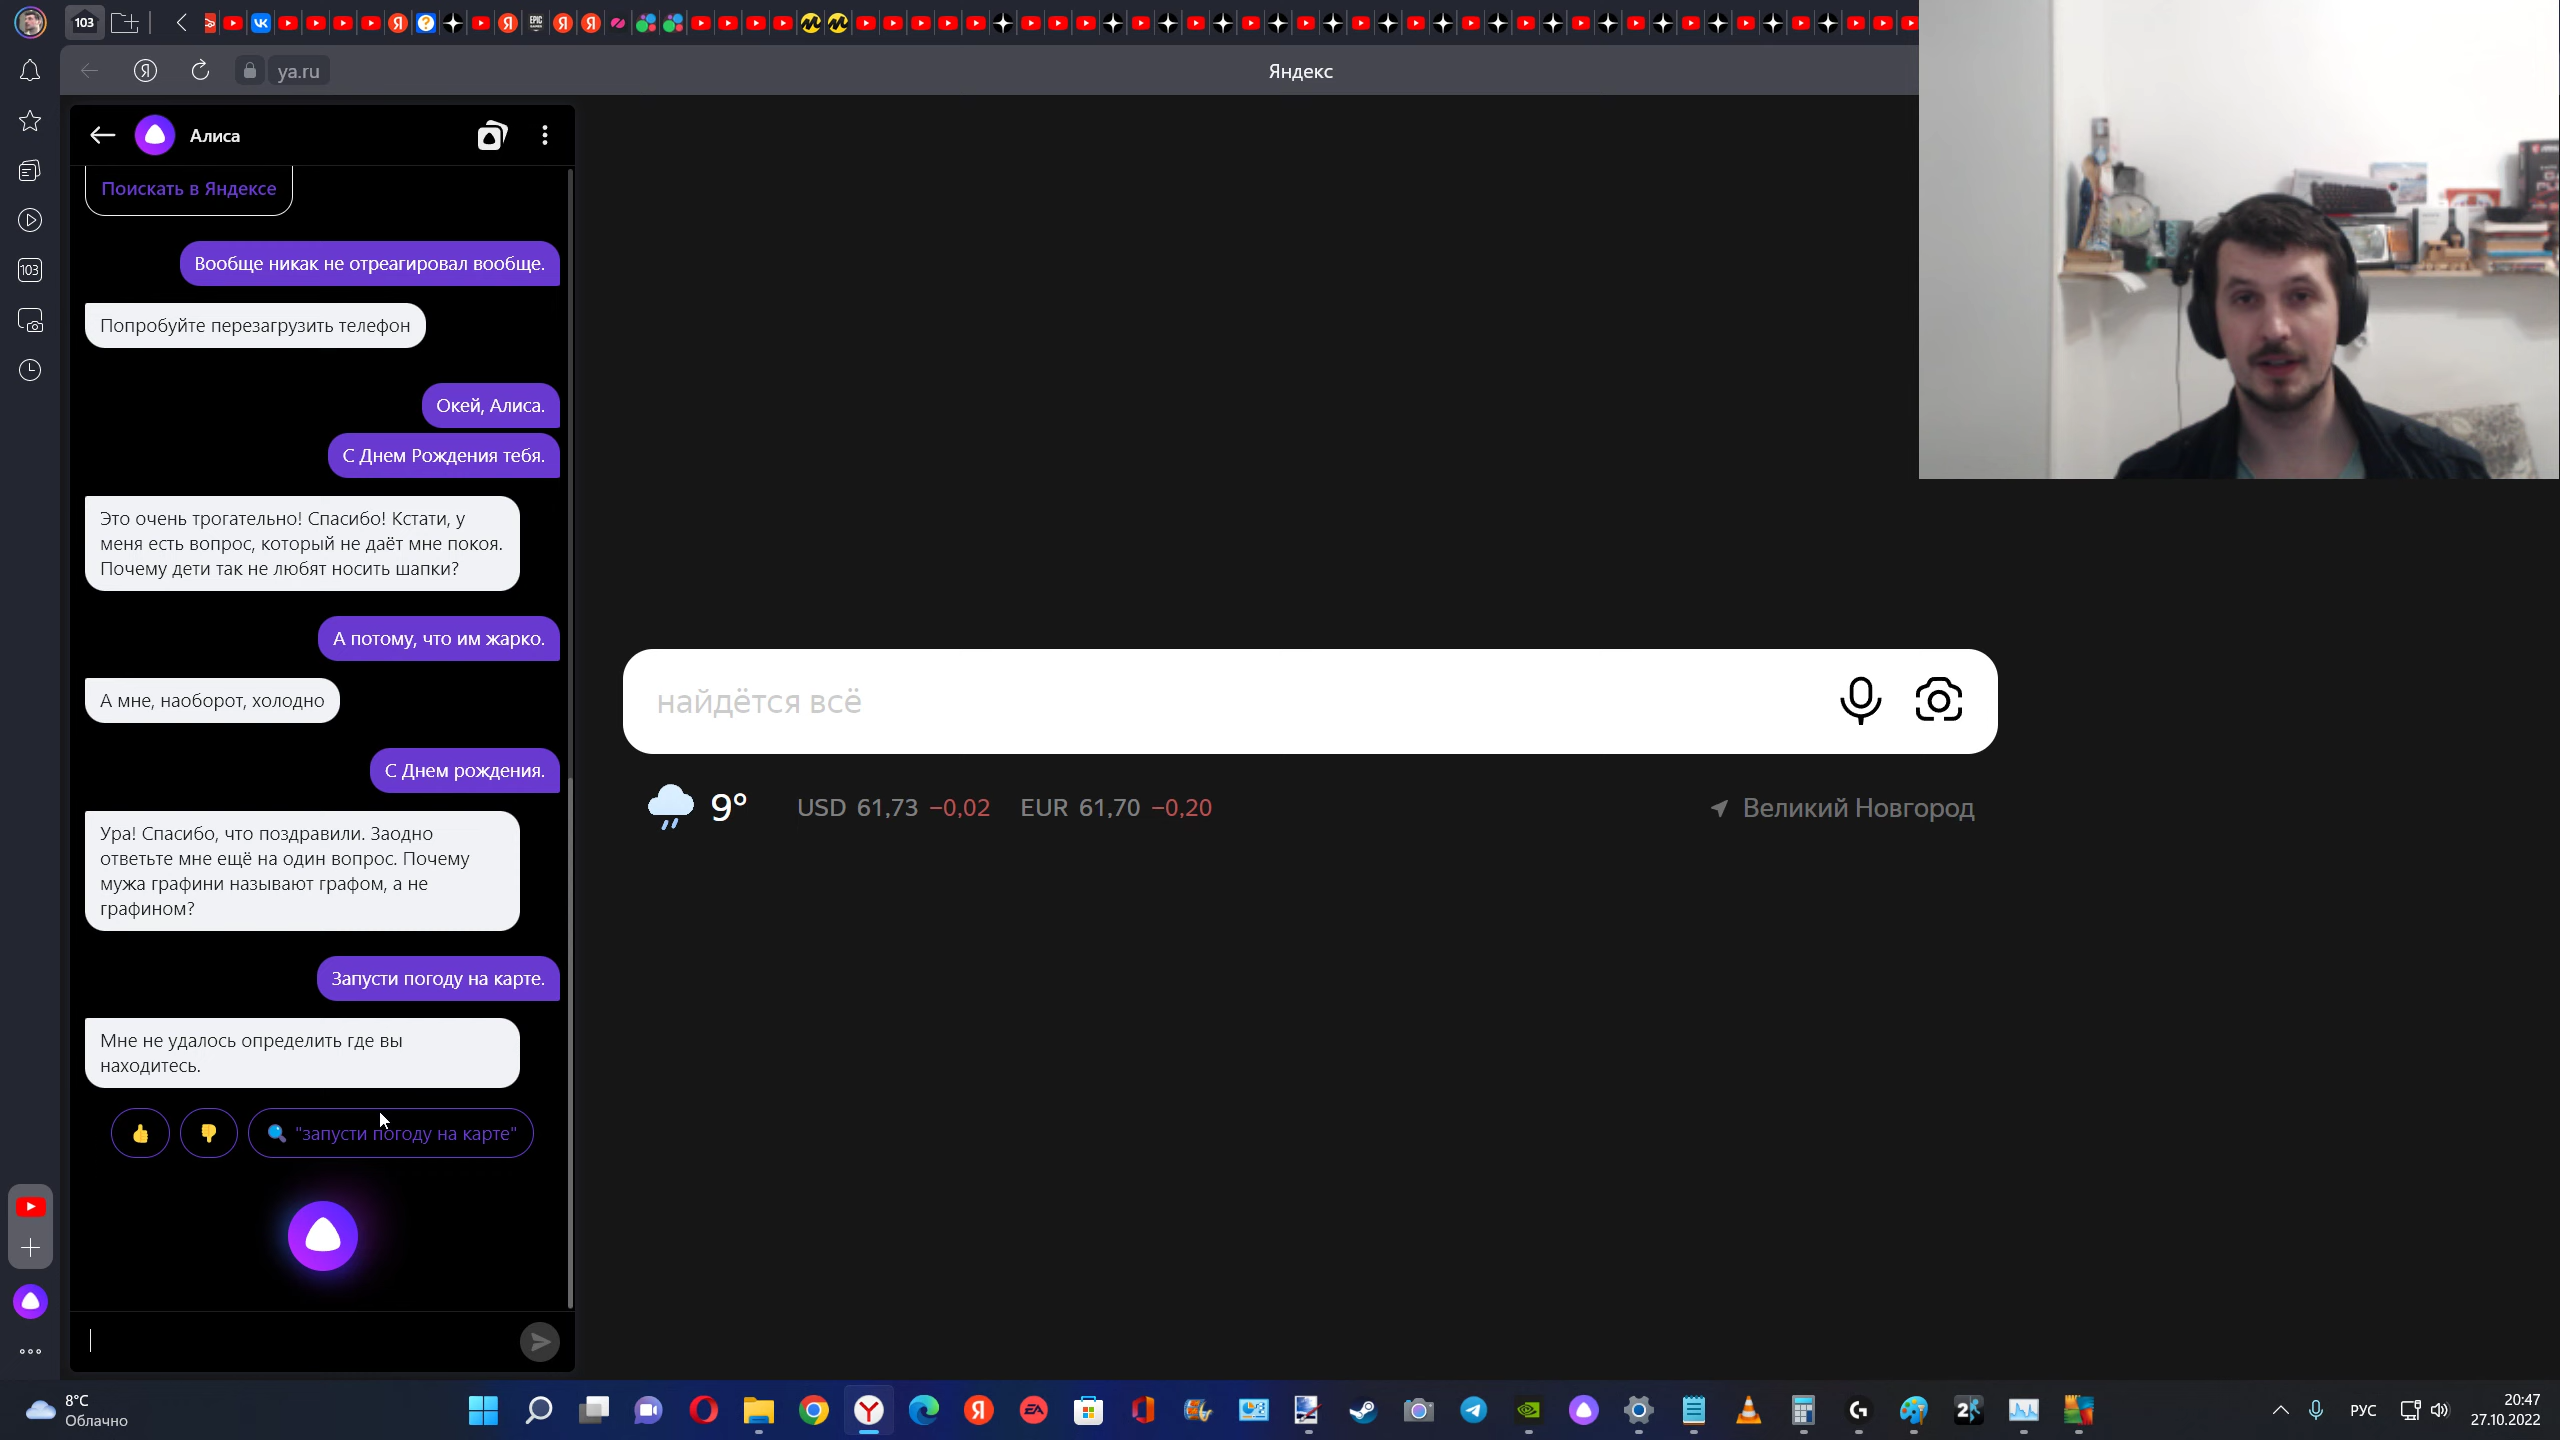 103
ya.ru
Яндекс
103
Алиса
Поискать в Яндексе
Вообще никак не отреагировал вообще.
Попробуйте перезагрузить телефон
Окей, Алиса.
С Днем Рождения тебя.
Это очень трогательно! Спасибо! Кстати, у
меня есть вопрос, который не даёт мне покоя.
Почему дети так не любят носить шапки?
А потому, что им жарко.
А мне, наоборот, холодно
С Днем рождения.
Ура! Спасибо, что поздравили. Заодно
ответьте мне ещё на один вопрос. Почему
мужа графини называют графом, а не
графином?
Запусти погоду на карте.
Мне не удалось определить где вы
находитесь.
"запусти погоду на карте"
найдётся всё
9° USD 61,73 −0,02 EUR 61,70 −0,20 Великий Новгород
8°C
Облачно
РУС
20:47
27.10.2022